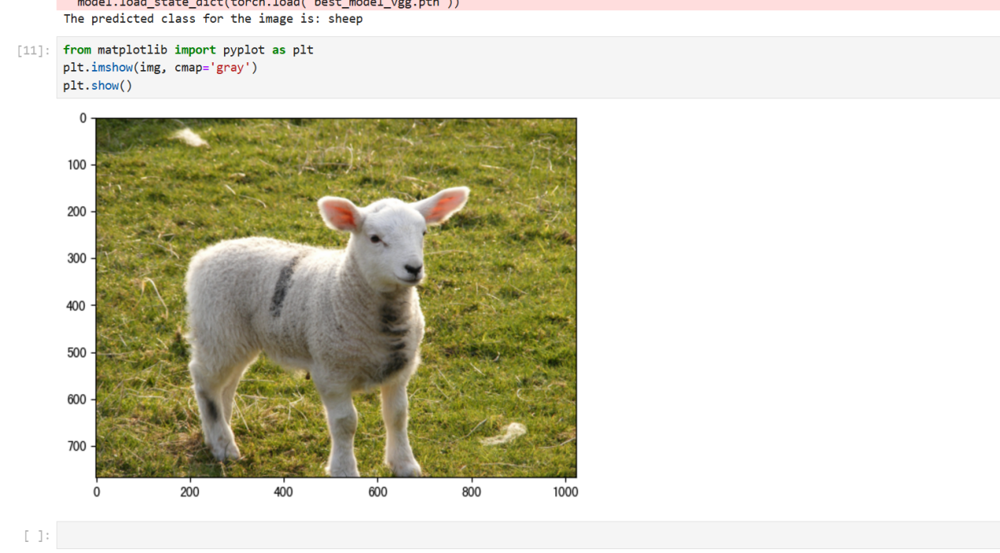 model.load_state_dict(torch.load('best_model_vgg.pth'))
The predicted class for the image is: sheep
[11]:
from matplotlib import pyplot as plt
plt.imshow(img, cmap='gray')
plt.show()
0
100
200
300
400
500
600
700
0 200 400 600 800 1000
[ ]: